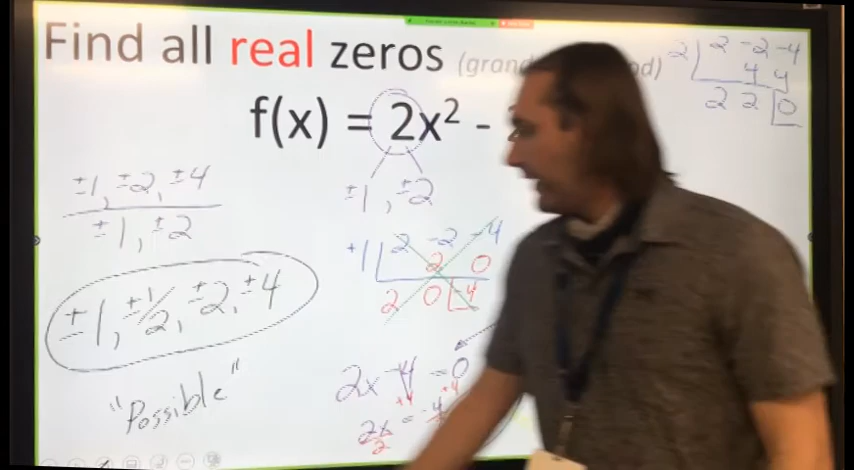 Find all real zeros (grand
2 | 2 -2 -4
4 4
2 2 0
f(x) = 2x² -
±1, ±2, ±4
±1, ±2
±1, ±2
+1 | 2 -2 -4
2 0
2 0 -4
±1, ±1/2, ±2, ±4
"Possible"
2x -4 = 0
+4 +4
2x = -4
2